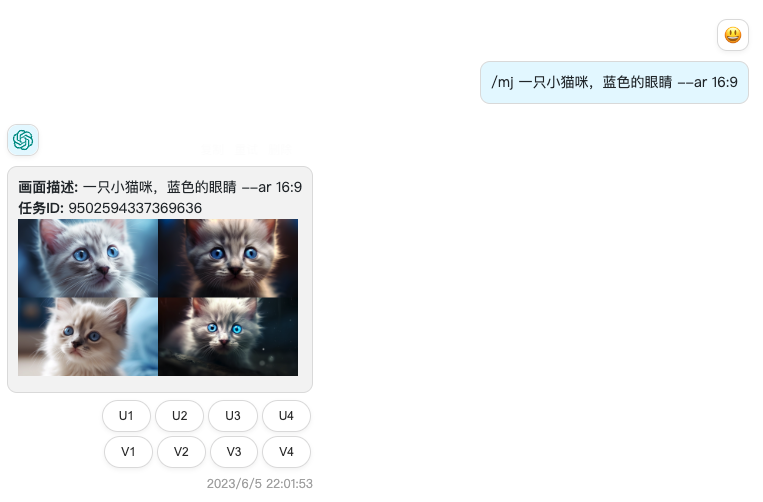 /mj 一只小猫咪，蓝色的眼睛 --ar 16:9
画面描述: 一只小猫咪，蓝色的眼睛 --ar 16:9
任务ID: 9502594337369636
U1 U2 U3 U4
V1 V2 V3 V4
2023/6/5 22:01:53